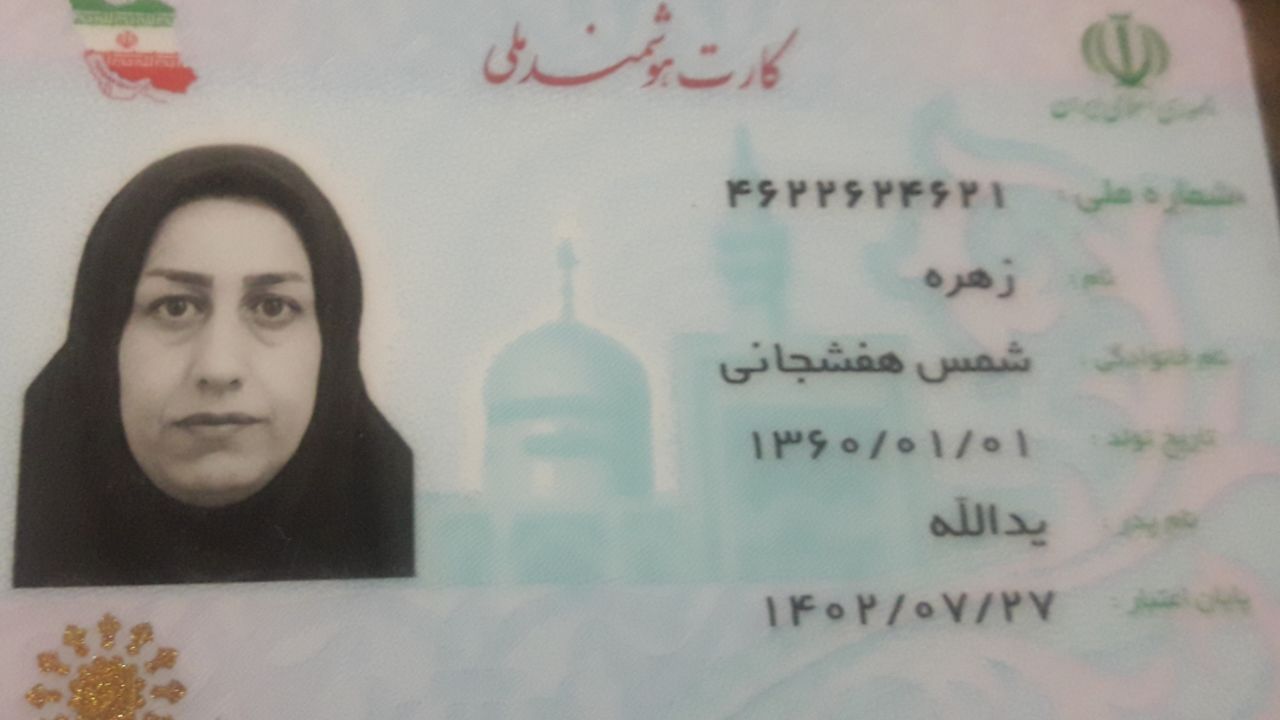 کارت هوشمند ملی
جمهوری اسلامی ایران
شماره ملی: ۴۶۲۲۶۲۴۶۲۱
نام: زهره
نام خانوادگی: شمس هفشجانی
تاریخ تولد: ۱۳۶۰/۰۱/۰۱
نام پدر: یدالله
پایان اعتبار: ۱۴۰۲/۰۷/۲۷